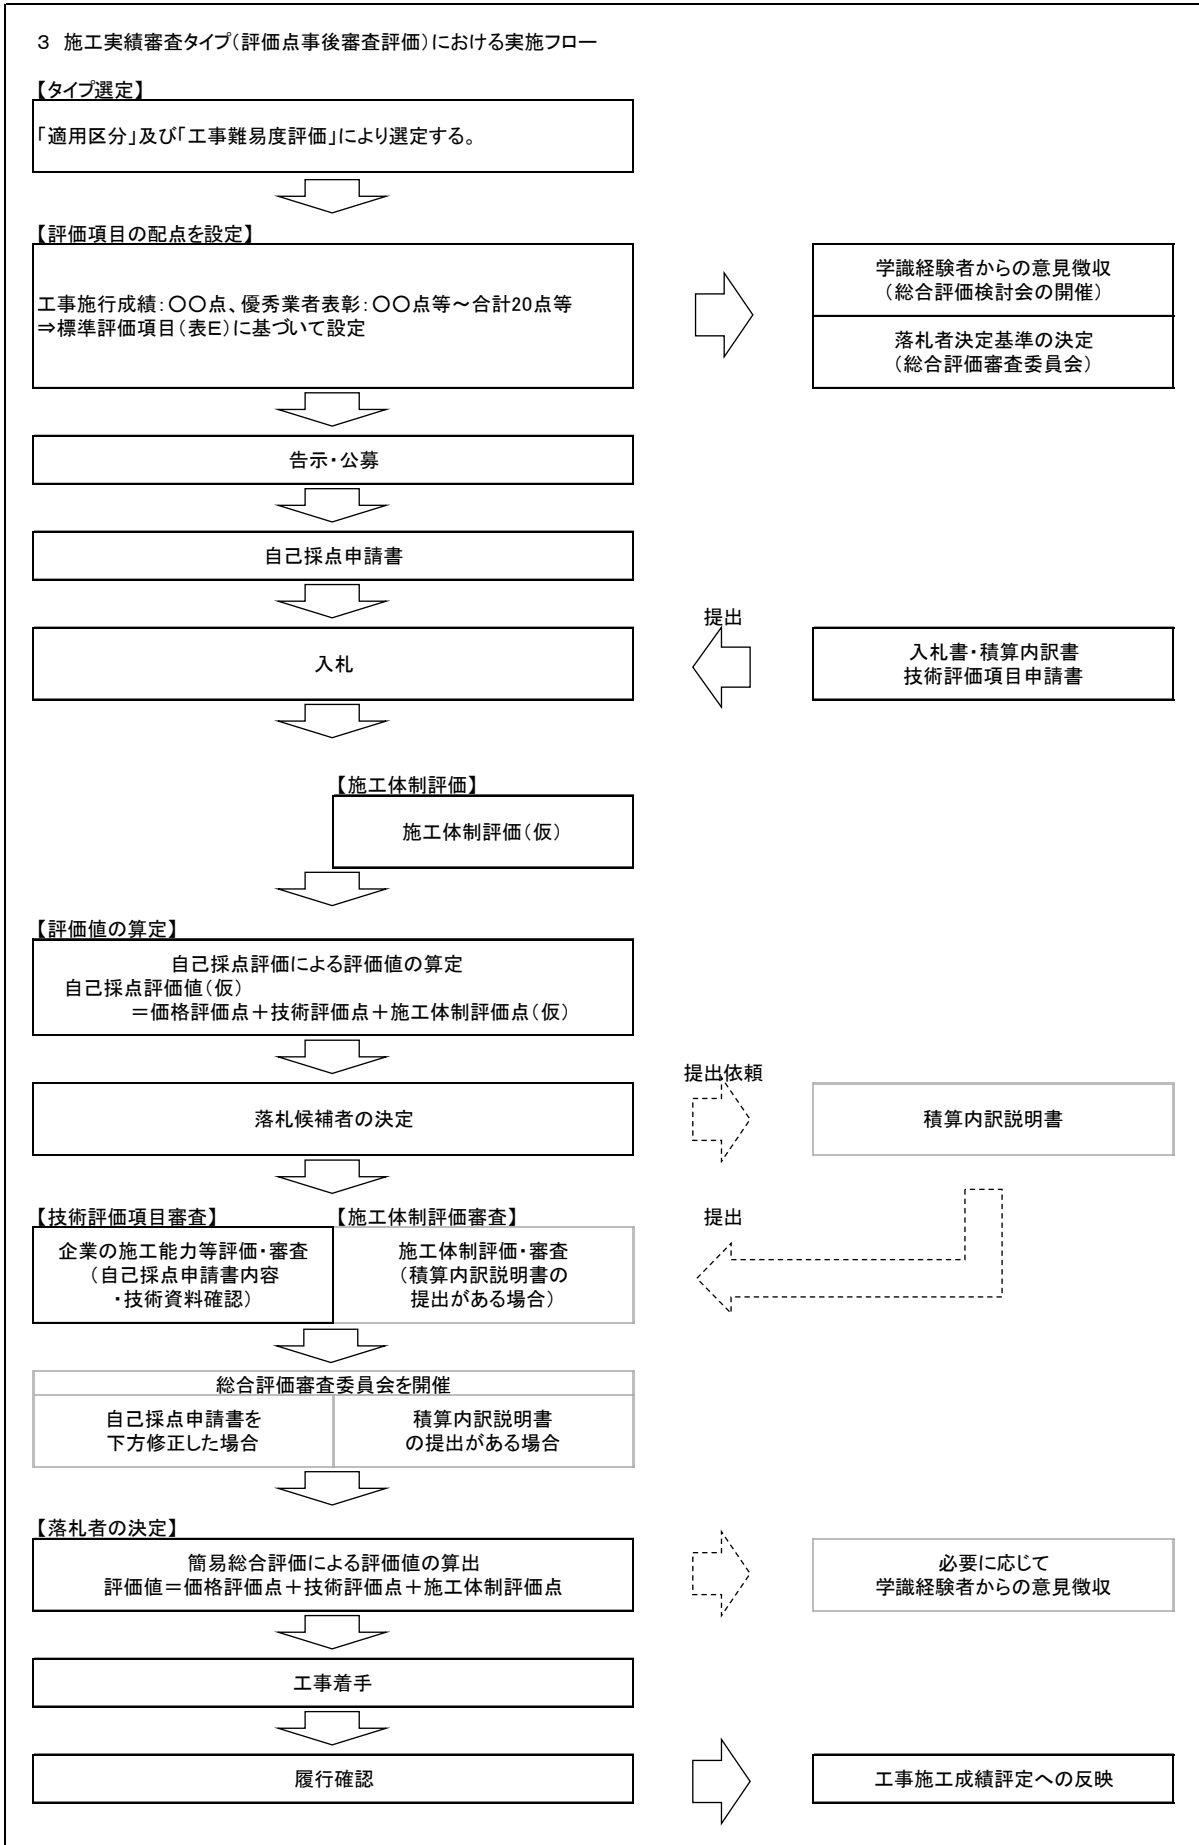 ３　施工実績審査タイプ（評価点事後審査評価）における実施フロー
【タイプ選定】
「適用区分」及び「工事難易度評価」により選定する。
【評価項目の配点を設定】
工事施行成績：〇〇点、優秀業者表彰：〇〇点等～合計20点等
⇒標準評価項目（表Ｅ）に基づいて設定
学識経験者からの意見徴収
（総合評価検討会の開催）
落札者決定基準の決定
（総合評価審査委員会）
告示・公募
自己採点申請書
入札
提出
入札書・積算内訳書
技術評価項目申請書
【施工体制評価】
施工体制評価（仮）
【評価値の算定】
自己採点評価による評価値の算定
自己採点評価値（仮）
＝価格評価点＋技術評価点＋施工体制評価点（仮）
落札候補者の決定
提出依頼
積算内訳説明書
【技術評価項目審査】
企業の施工能力等評価・審査
（自己採点申請書内容
・技術資料確認）
【施工体制評価審査】
施工体制評価・審査
（積算内訳説明書の
提出がある場合）
提出
総合評価審査委員会を開催
自己採点申請書を
下方修正した場合
積算内訳説明書
の提出がある場合
【落札者の決定】
簡易総合評価による評価値の算出
評価値＝価格評価点＋技術評価点＋施工体制評価点
必要に応じて
学識経験者からの意見徴収
工事着手
履行確認
工事施工成績評定への反映